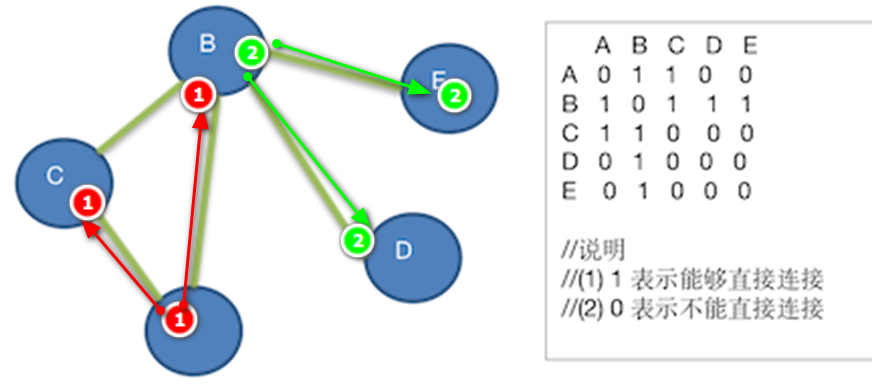 B
2
E
2
1
C
1
2
D
1
A B C D E
A 0 1 1 0 0
B 1 0 1 1 1
C 1 1 0 0 0
D 0 1 0 0 0
E 0 1 0 0 0
//说明
//(1) 1 表示能够直接连接
//(2) 0 表示不能直接连接